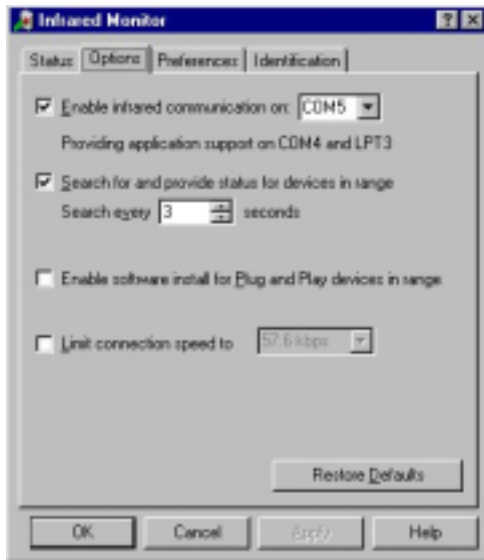 Infrared Monitor
Status Options Preferences Identification
Enable infrared communication on: COM5
Providing application support on COM4 and LPT3
Search for and provide status for devices in range
Search every 3 seconds
Enable software install for Plug and Play devices in range
Limit connection speed to 57.6 kbps
Restore Defaults
OK Cancel Apply Help